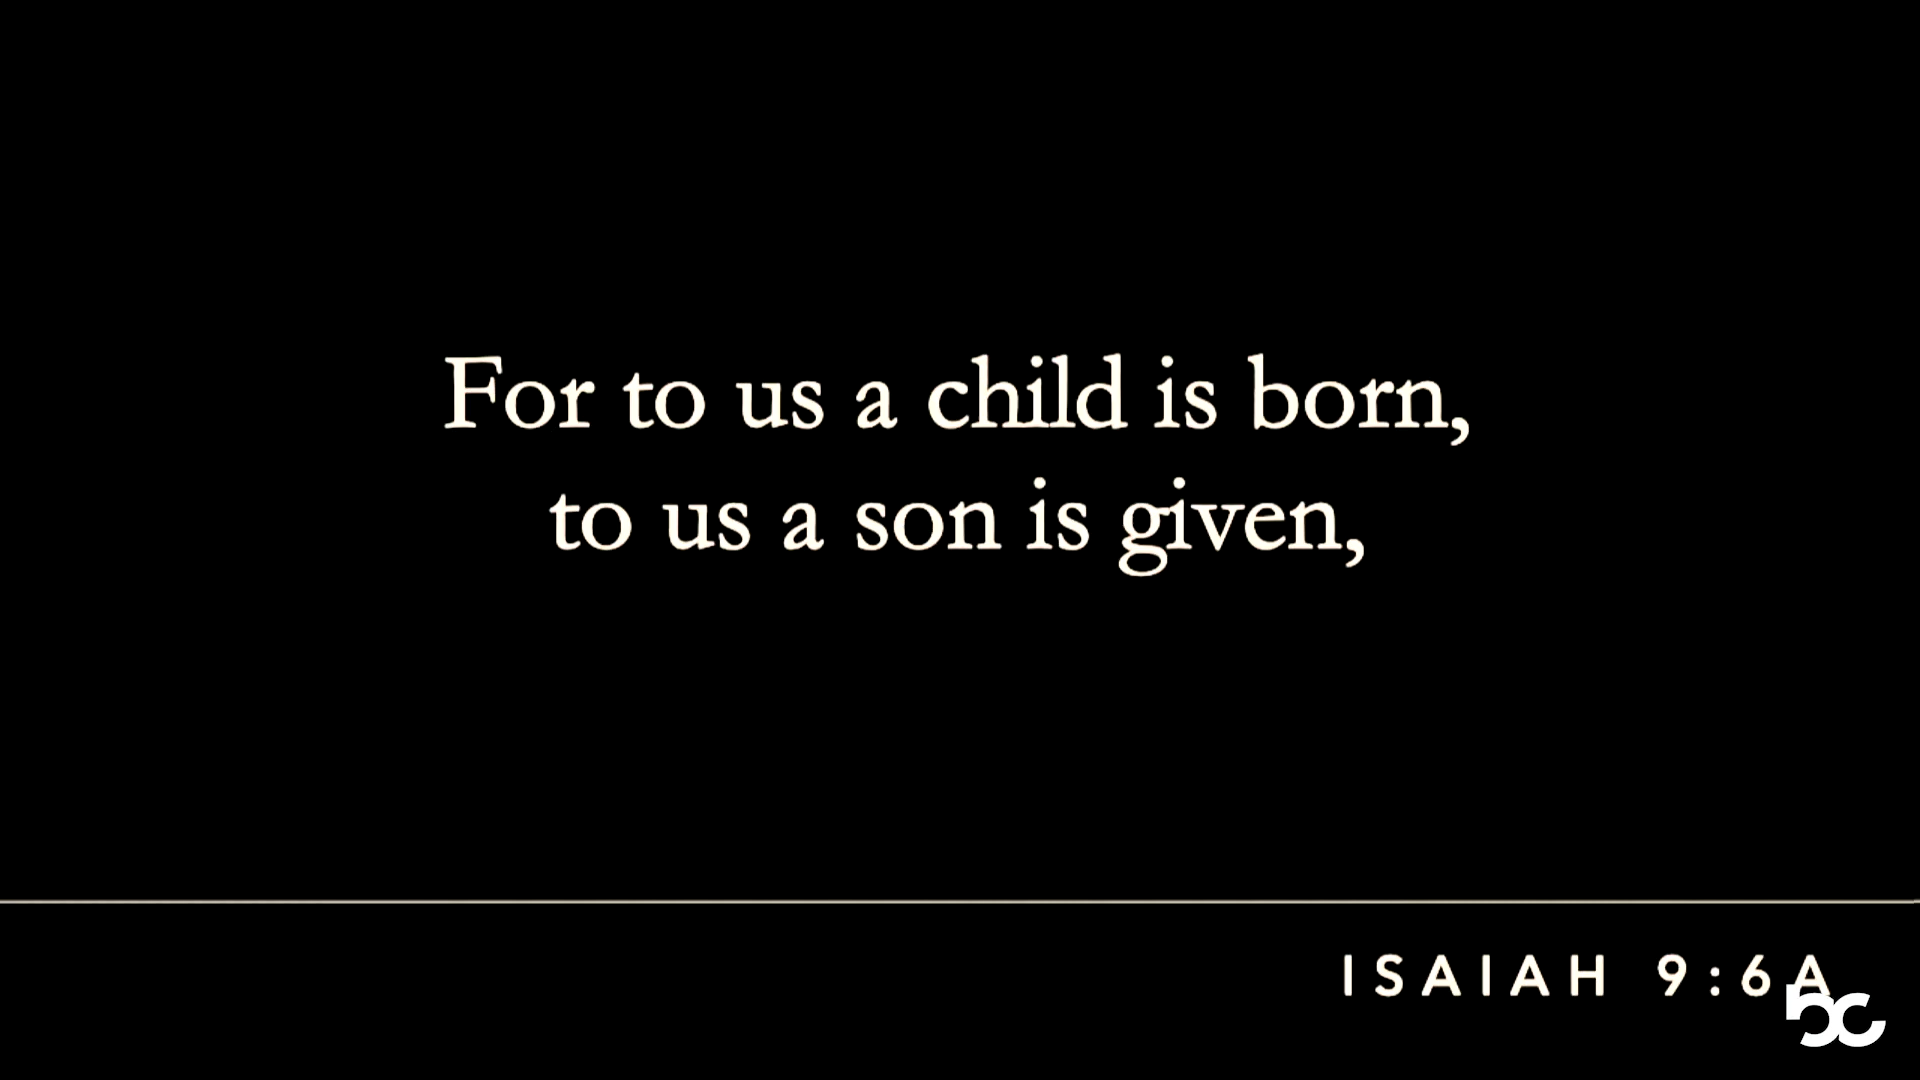 For to us a child is born,
to us a son is given,
ISAIAH 9:6A